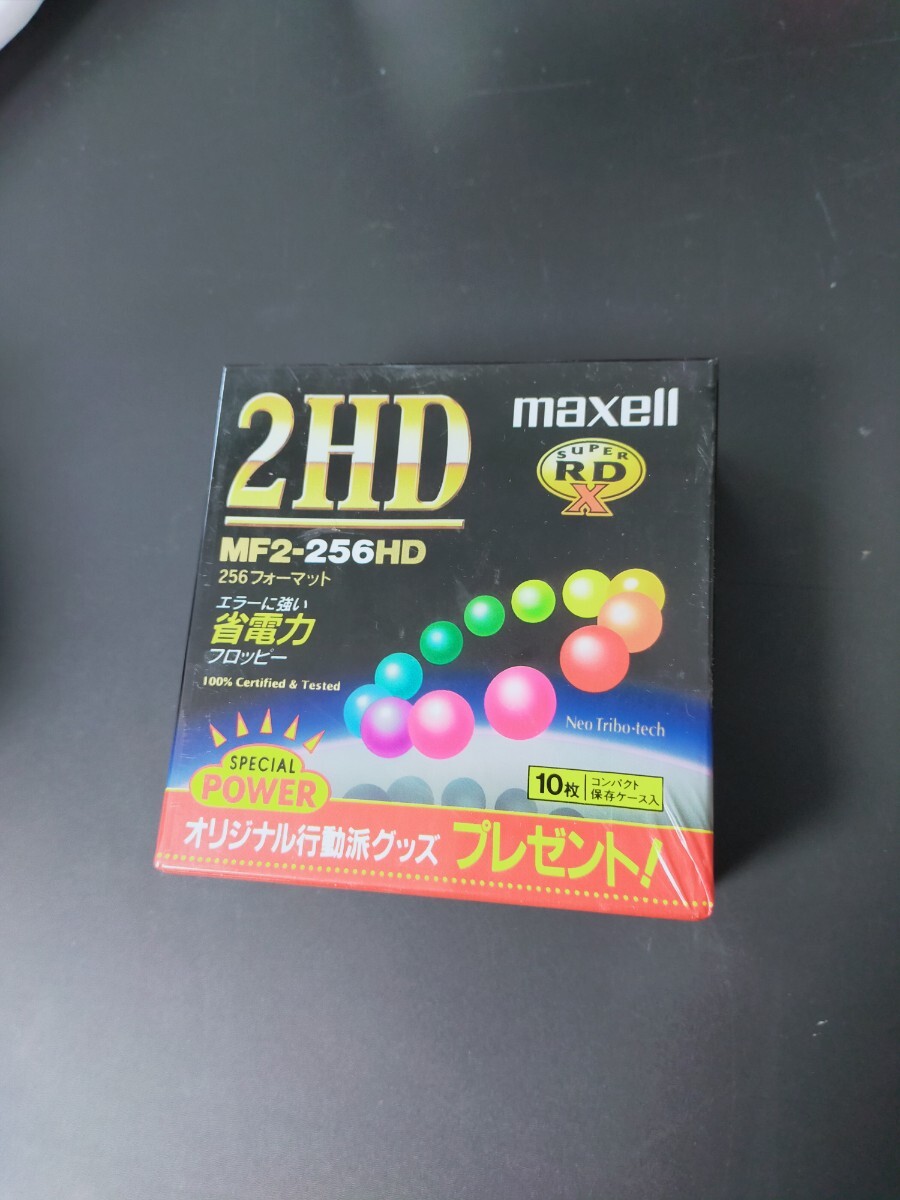 2HD
maxell
SUPER
RD
X
MF2-256HD
256フォーマット
エラーに強い
省電力
フロッピー
100% Certified & Tested
Neo Tribo-tech
SPECIAL
POWER
10枚
コンパクト
保存ケース入
オリジナル行動派グッズ プレゼント!